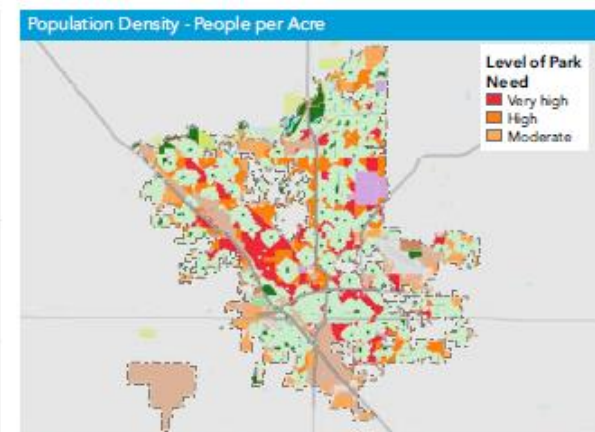 Population Density - People per Acre
Level of Park
Need
Very high
High
Moderate